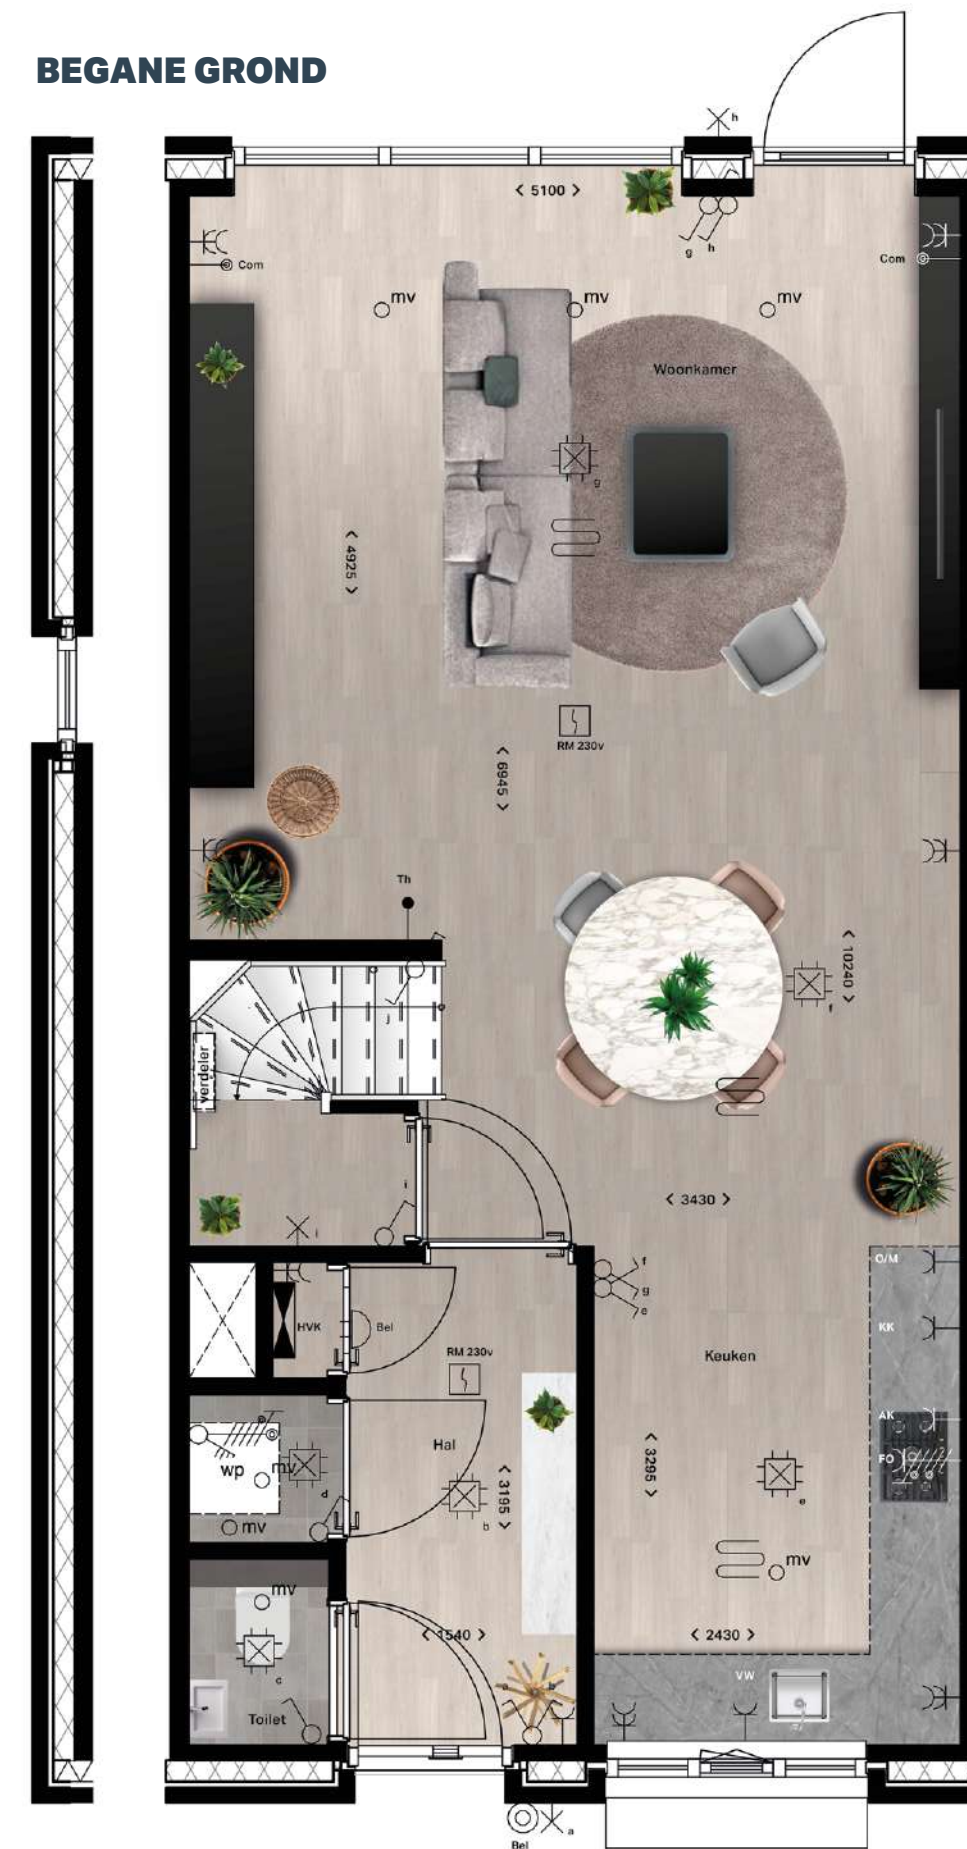 BEGANE GROND
h
< 5100 >
g h
Com
Com
mv
mv
mv
Woonkamer
g
< 4925 >
RM 230v
< 6945 >
Th
< 10240 >
f
j
verdeler
i
< 3430 >
i
f
g
e
O/M
HVK
Bel
KK
RM 230v
Keuken
AK
Hal
FO
wp
mv
< 3295 >
d
< 3195 >
e
b
mv
mv
mv
< 1540 >
< 2430 >
c
VW
Toilet
a
Bel